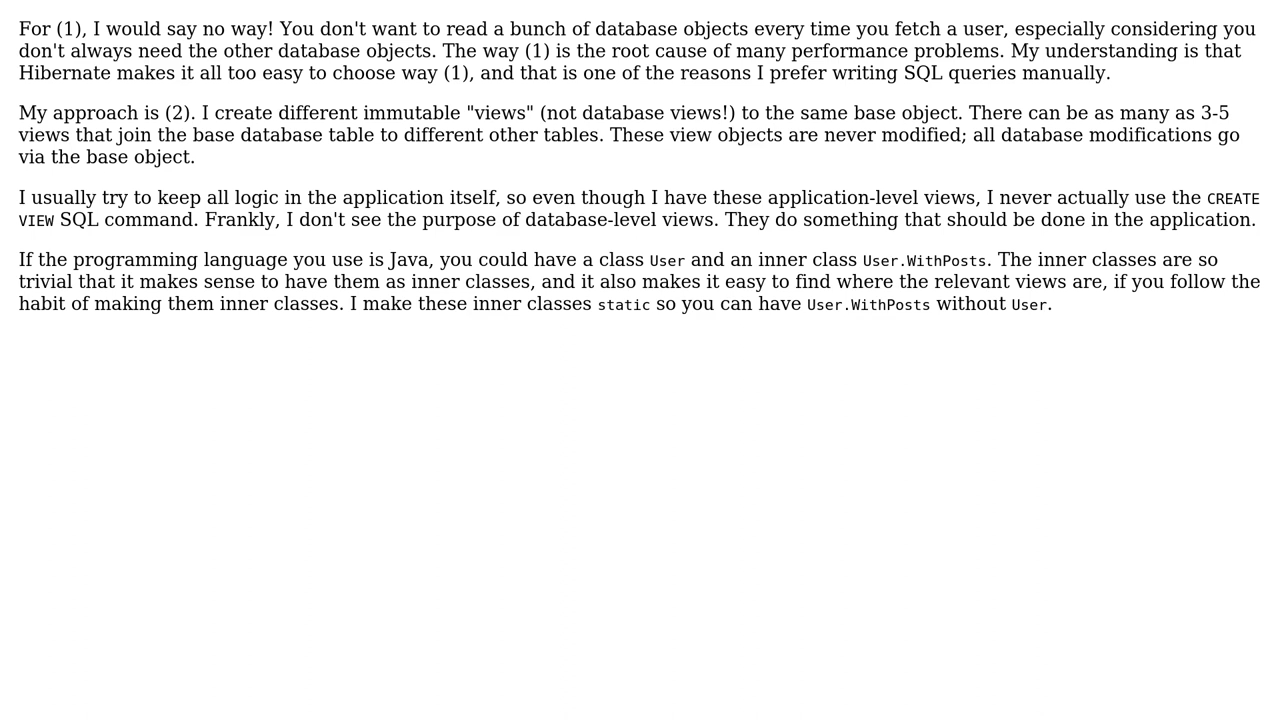 For (1), I would say no way! You don't want to read a bunch of database objects every time you fetch a user, especially considering you
don't always need the other database objects. The way (1) is the root cause of many performance problems. My understanding is that
Hibernate makes it all too easy to choose way (1), and that is one of the reasons I prefer writing SQL queries manually.
My approach is (2). I create different immutable "views" (not database views!) to the same base object. There can be as many as 3-5
views that join the base database table to different other tables. These view objects are never modified; all database modifications go
via the base object.
I usually try to keep all logic in the application itself, so even though I have these application-level views, I never actually use the CREATE
VIEW SQL command. Frankly, I don't see the purpose of database-level views. They do something that should be done in the application.
If the programming language you use is Java, you could have a class User and an inner class User.WithPosts. The inner classes are so
trivial that it makes sense to have them as inner classes, and it also makes it easy to find where the relevant views are, if you follow the
habit of making them inner classes. I make these inner classes static so you can have User.WithPosts without User.